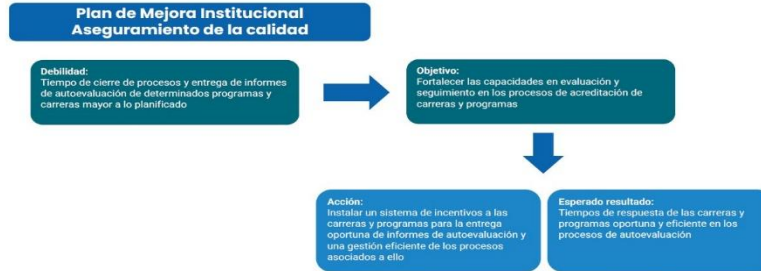 Plan de Mejora Institucional
Aseguramiento de la calidad
Debilidad:
Tiempo de cierre de procesos y entrega de informes
de autoevaluación de determinados programas y
carreras mayor a lo planificado
Objetivo:
Fortalecer las capacidades en evaluación y
seguimiento en los procesos de acreditación de
carreras y programas
Acción:
Instalar un sistema de incentivos a las
carreras y programas para la entrega
oportuna de informes de autoevaluación y
una gestión eficiente de los procesos
asociados a ello
Esperado resultado:
Tiempos de respuesta de las carreras y
programas oportuna y eficiente en los
procesos de autoevaluación